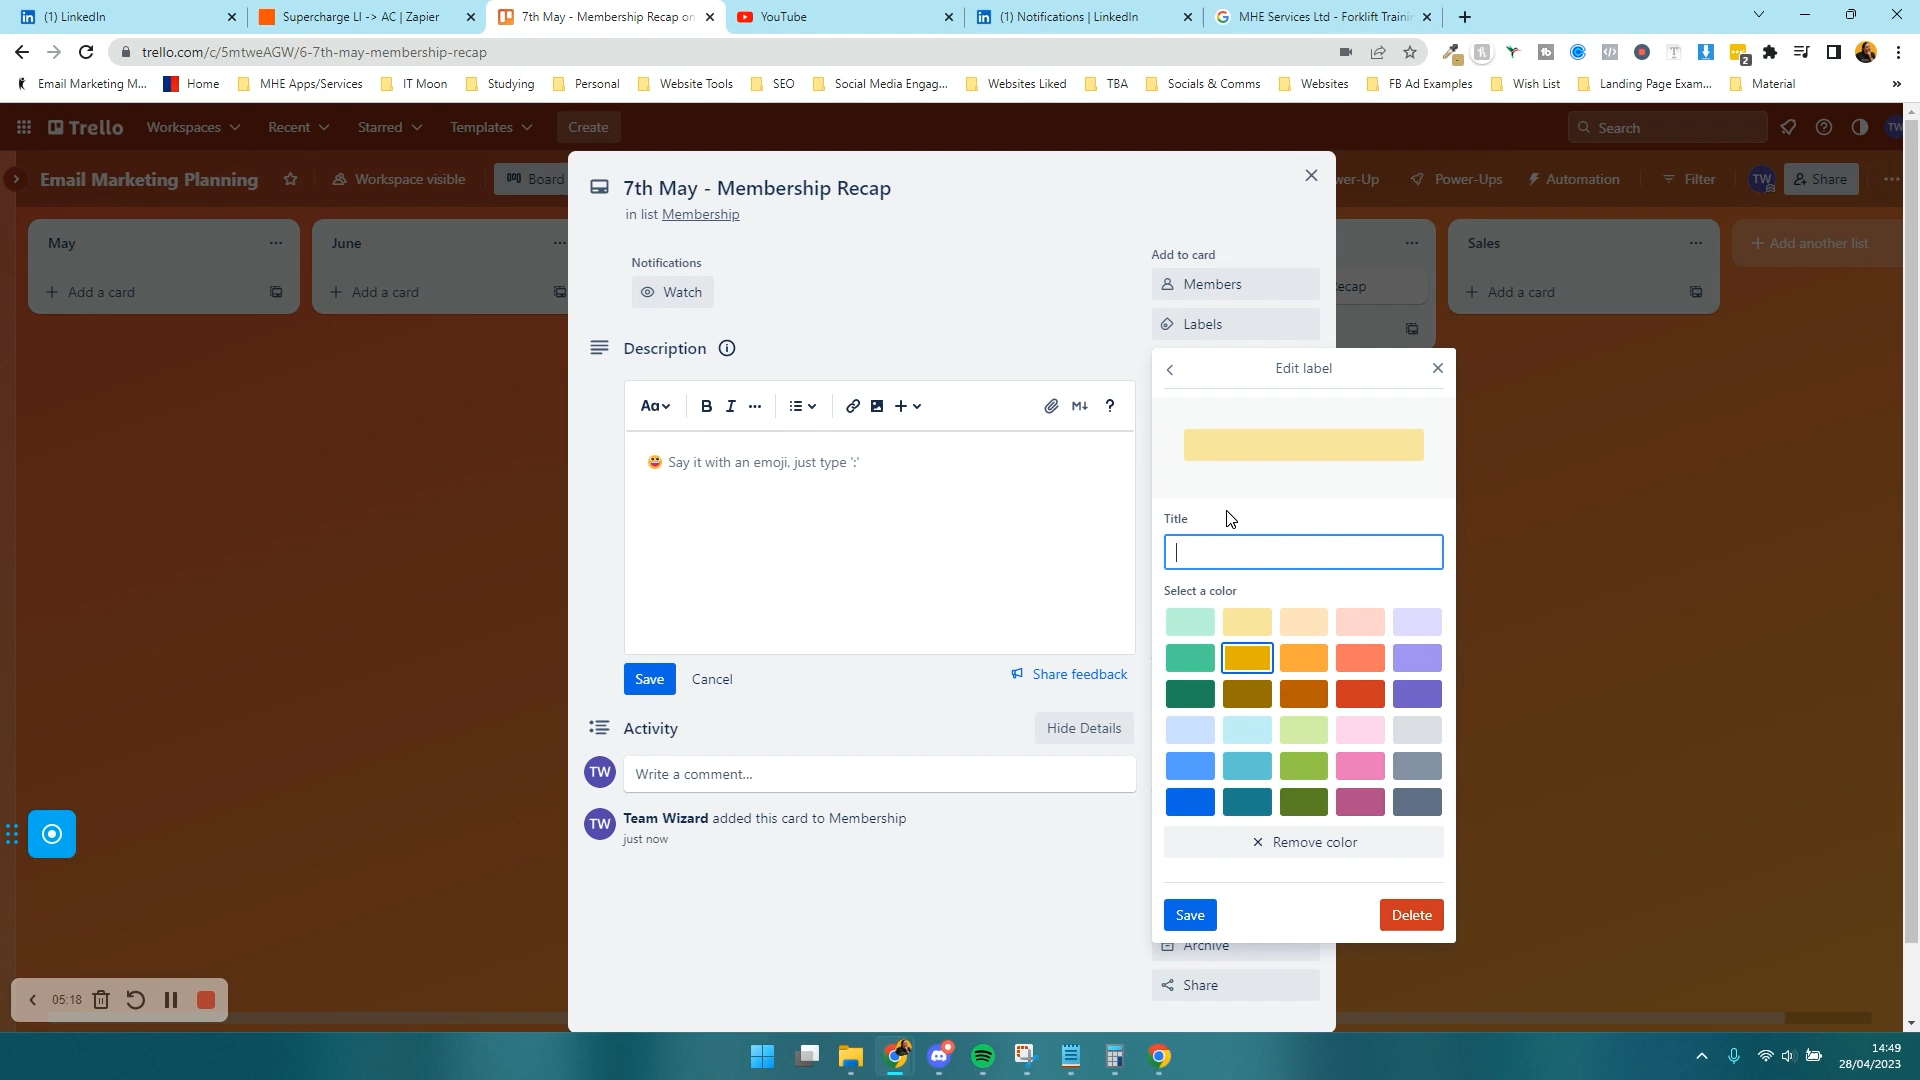 (1) LinkedIn
Supercharge LI -> AC | Zapier
7th May - Membership Recap on
YouTube
(1) Notifications | LinkedIn
MHE Services Ltd - Forklift Trainin
trello.com/c/5mtweAGW/6-7th-may-membership-recap
2
Email Marketing M...
Home
MHE Apps/Services
IT Moon
Studying
Personal
Website Tools
SEO
Social Media Engag...
Websites Liked
TBA
Socials & Comms
Websites
FB Ad Examples
Wish List
Landing Page Exam...
Material
Trello
Workspaces
Recent
Starred
Templates
Create
Search
TW
Email Marketing Planning
Workspace visible
Board
wer-Up
Power-Ups
Automation
Filter
TW
Share
May
Add a card
June
Add a card
ecap
Sales
Add a card
Add another list
7th May - Membership Recap
in list Membership
Notifications
Watch
Add to card
Members
Labels
Description
Aa
B
I
M
?
Say it with an emoji, just type ':'
Save
Cancel
Share feedback
Activity
Hide Details
TW
Write a comment...
TW
Team Wizard added this card to Membership
just now
Edit label
Title
Select a color
Remove color
Save
Delete
Archive
Share
05:18
14:49
28/04/2023